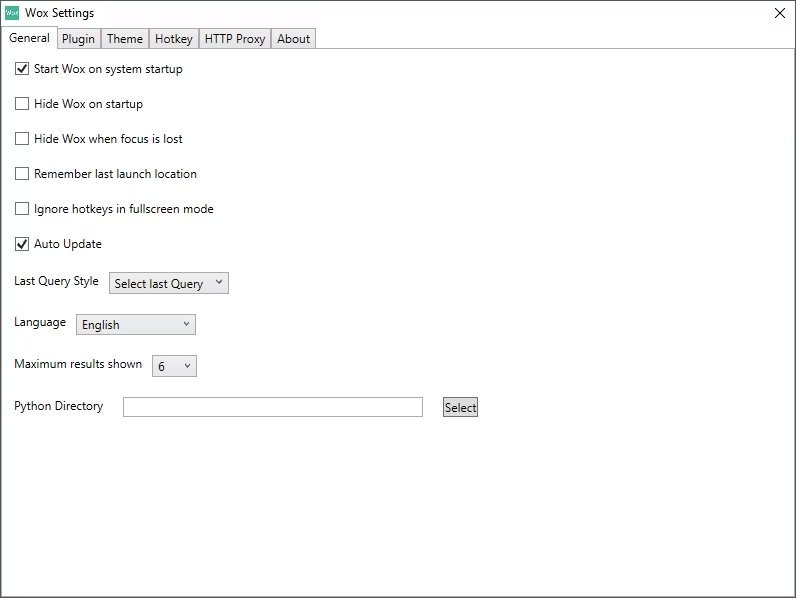 Wox Wox Settings
General Plugin Theme Hotkey HTTP Proxy About
Start Wox on system startup
Hide Wox on startup
Hide Wox when focus is lost
Remember last launch location
Ignore hotkeys in fullscreen mode
Auto Update
Last Query Style Select last Query
Language English
Maximum results shown 6
Python Directory Select